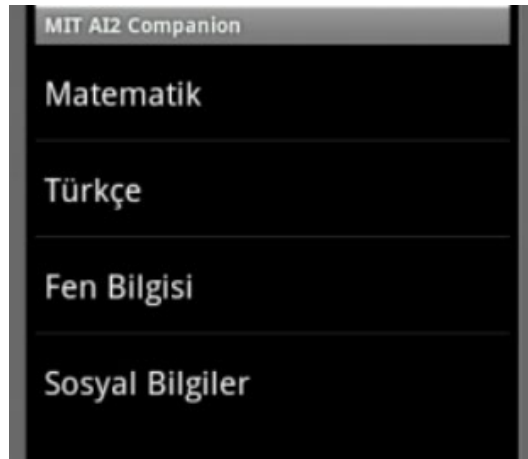 MIT AI2 Companion
Matematik
Türkçe
Fen Bilgisi
Sosyal Bilgiler